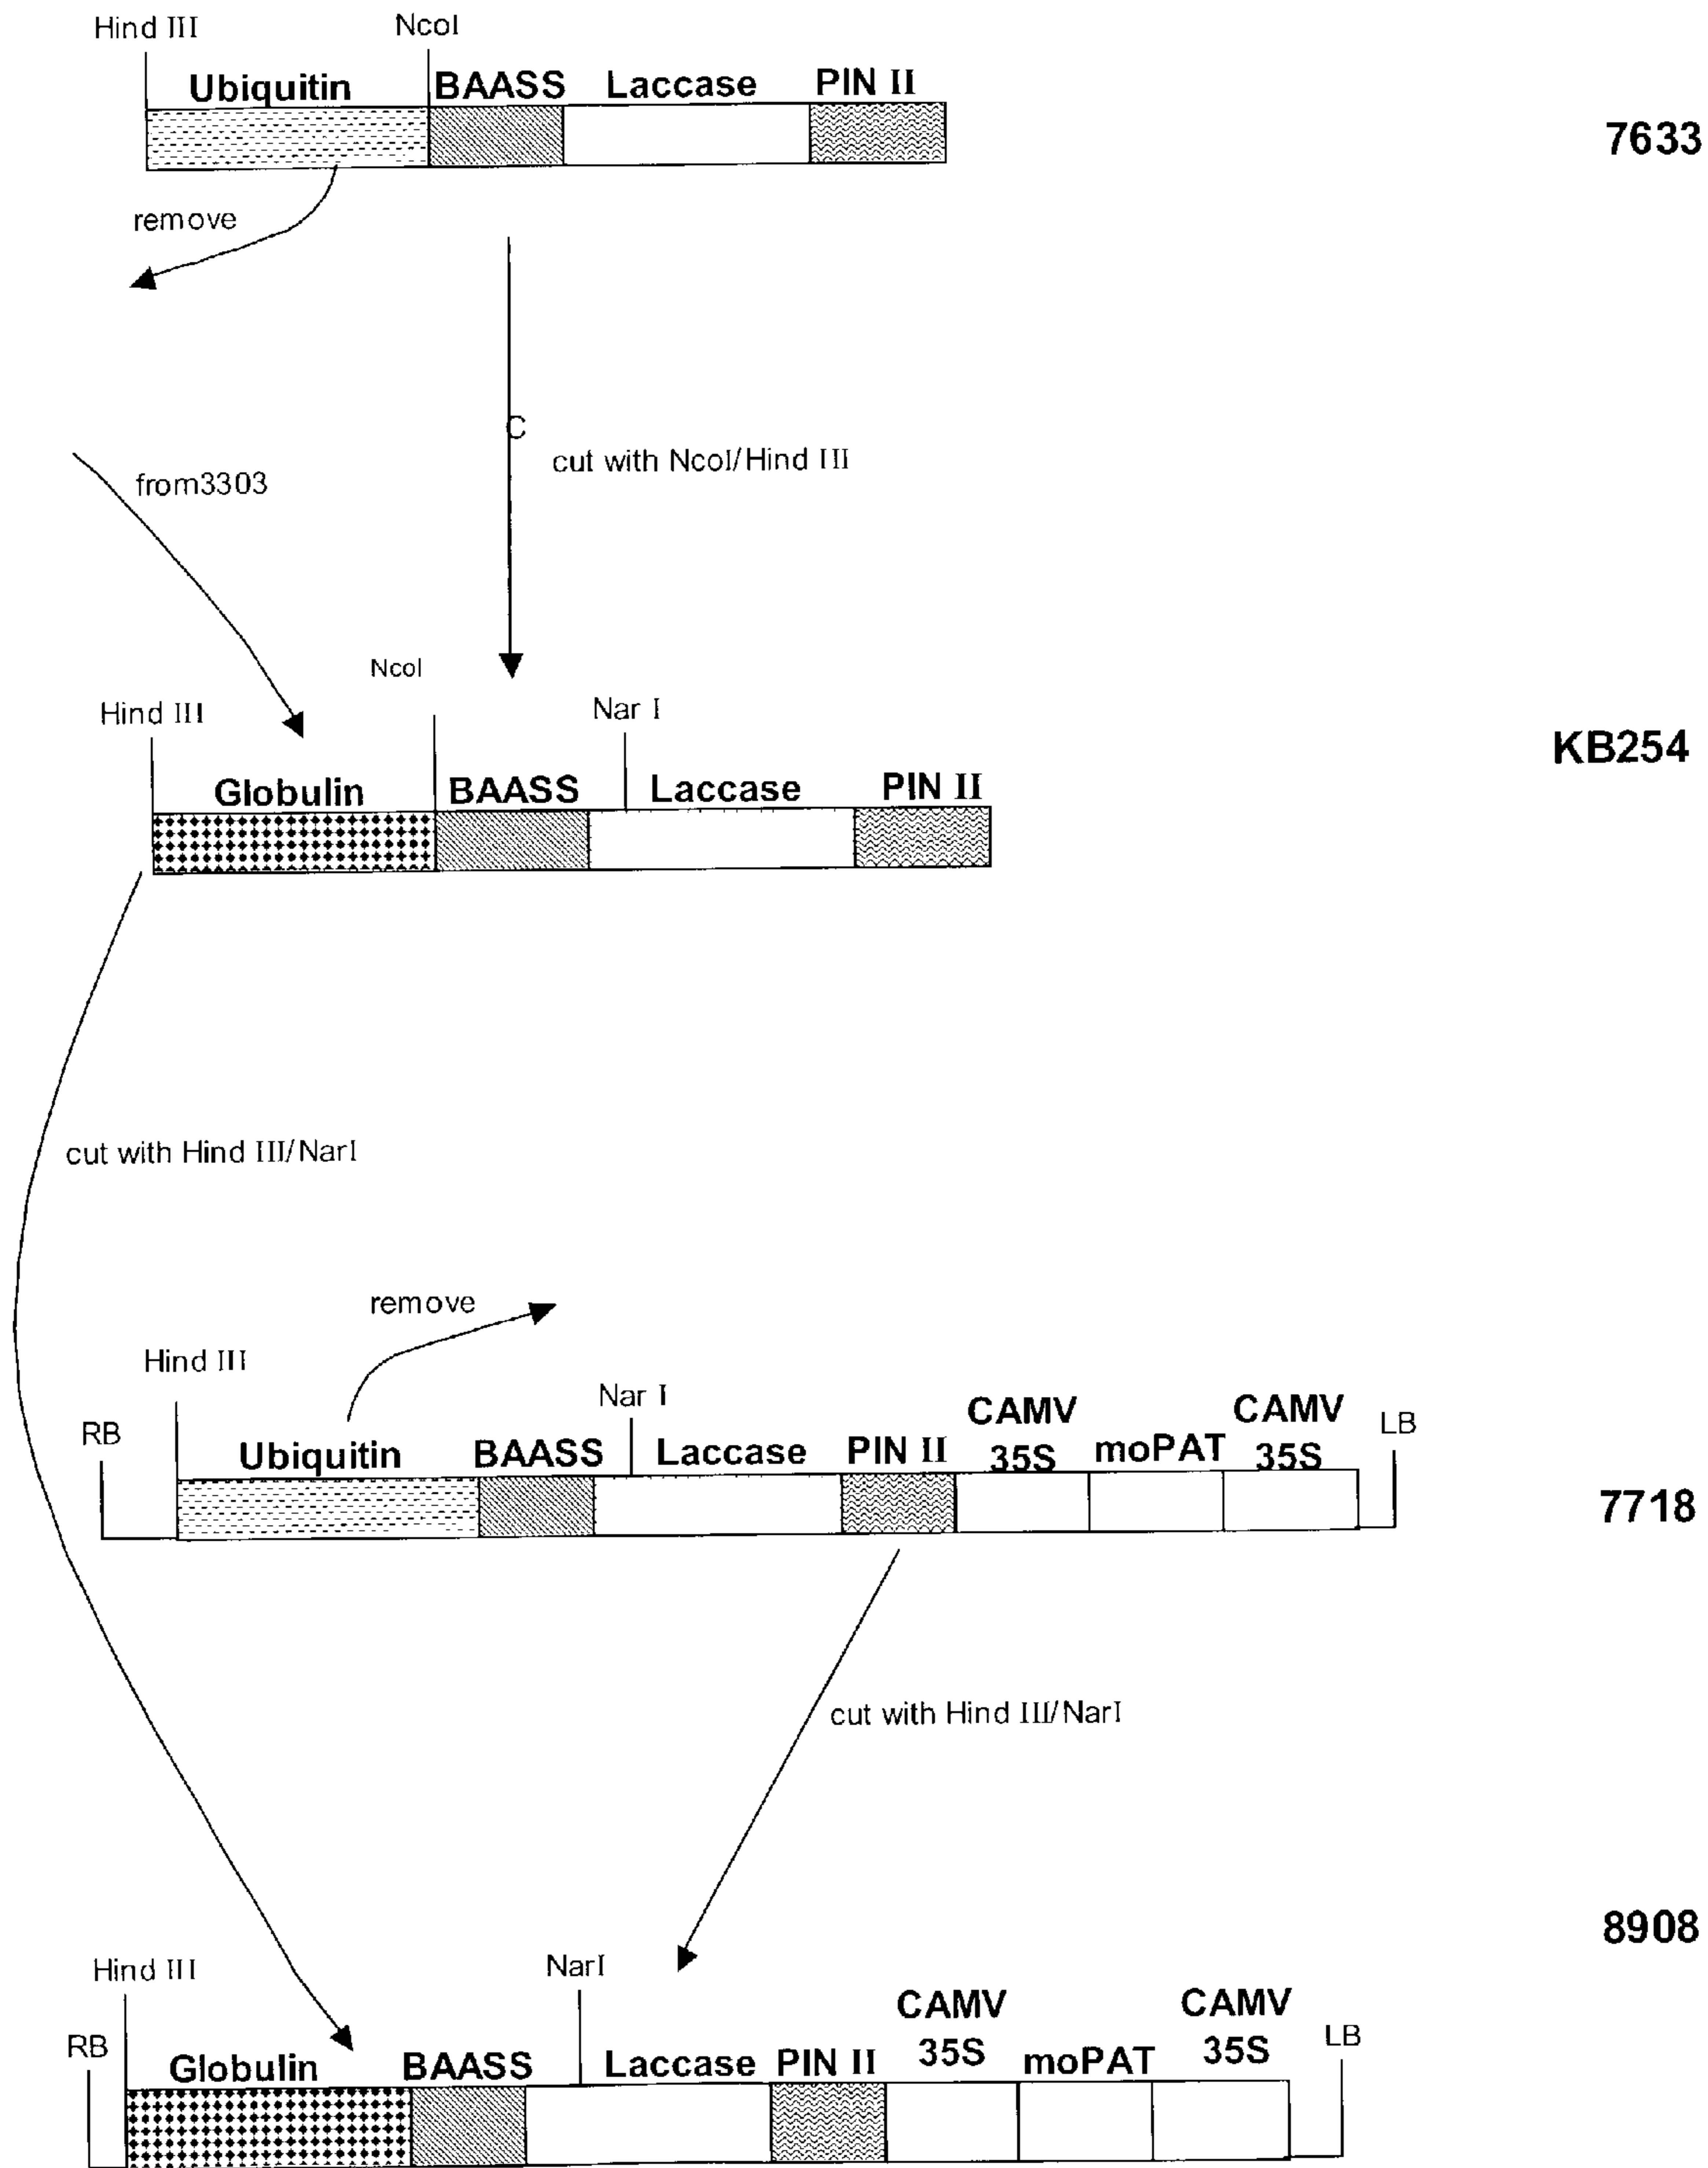 Hind III
NcoI
Ubiquitin BAASS Laccase PIN II
7633
remove
C
cut with NcoI/Hind III
from3303
NcoI
Hind III
Nar I
KB254
Globulin BAASS Laccase PIN II
cut with Hind III/NarI
remove
Hind III
Nar I
CAMV
CAMV
RB
LB
Ubiquitin BAASS Laccase PIN II 35S moPAT 35S
7718
cut with Hind III/NarI
8908
Hind III
NarI
CAMV
CAMV
RB
35S
35S
LB
Globulin BAASS Laccase PIN II moPAT